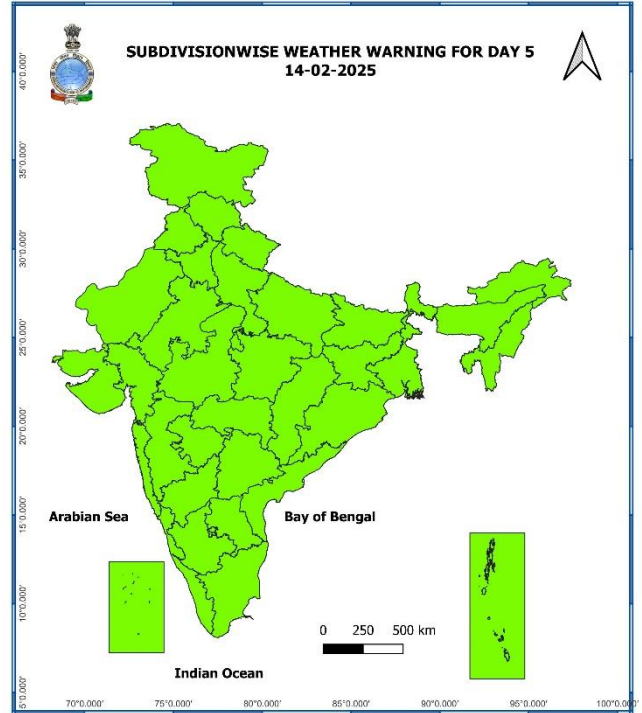 SUBDIVISIONWISE WEATHER WARNING FOR DAY 5
14-02-2025
40°0.000'
35°0.000'
30°0.000'
25°0.000'
20°0.000'
15°0.000'
10°0.000'
5°0.000'
Arabian Sea
Bay of Bengal
0 250 500 km
Indian Ocean
70°0.000' 75°0.000' 80°0.000' 85°0.000' 90°0.000' 95°0.000' 100°0.000'